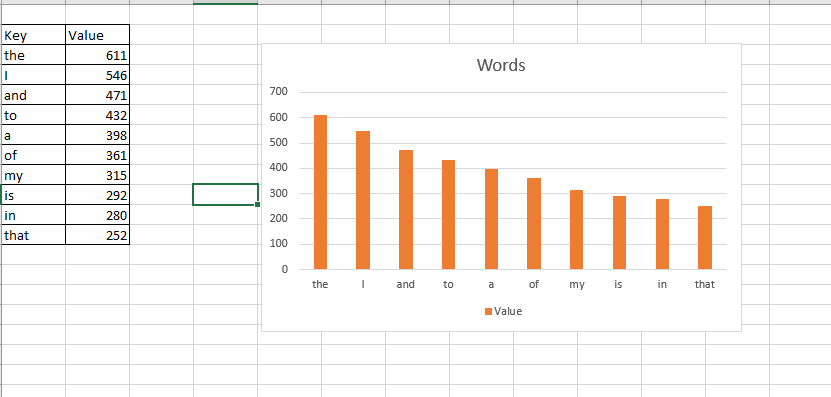 Key Value
the 611
I 546
and 471
to 432
a 398
of 361
my 315
is 292
in 280
that 252
Words
700
600
500
400
300
200
100
0
the I and to a of my is in that
Value